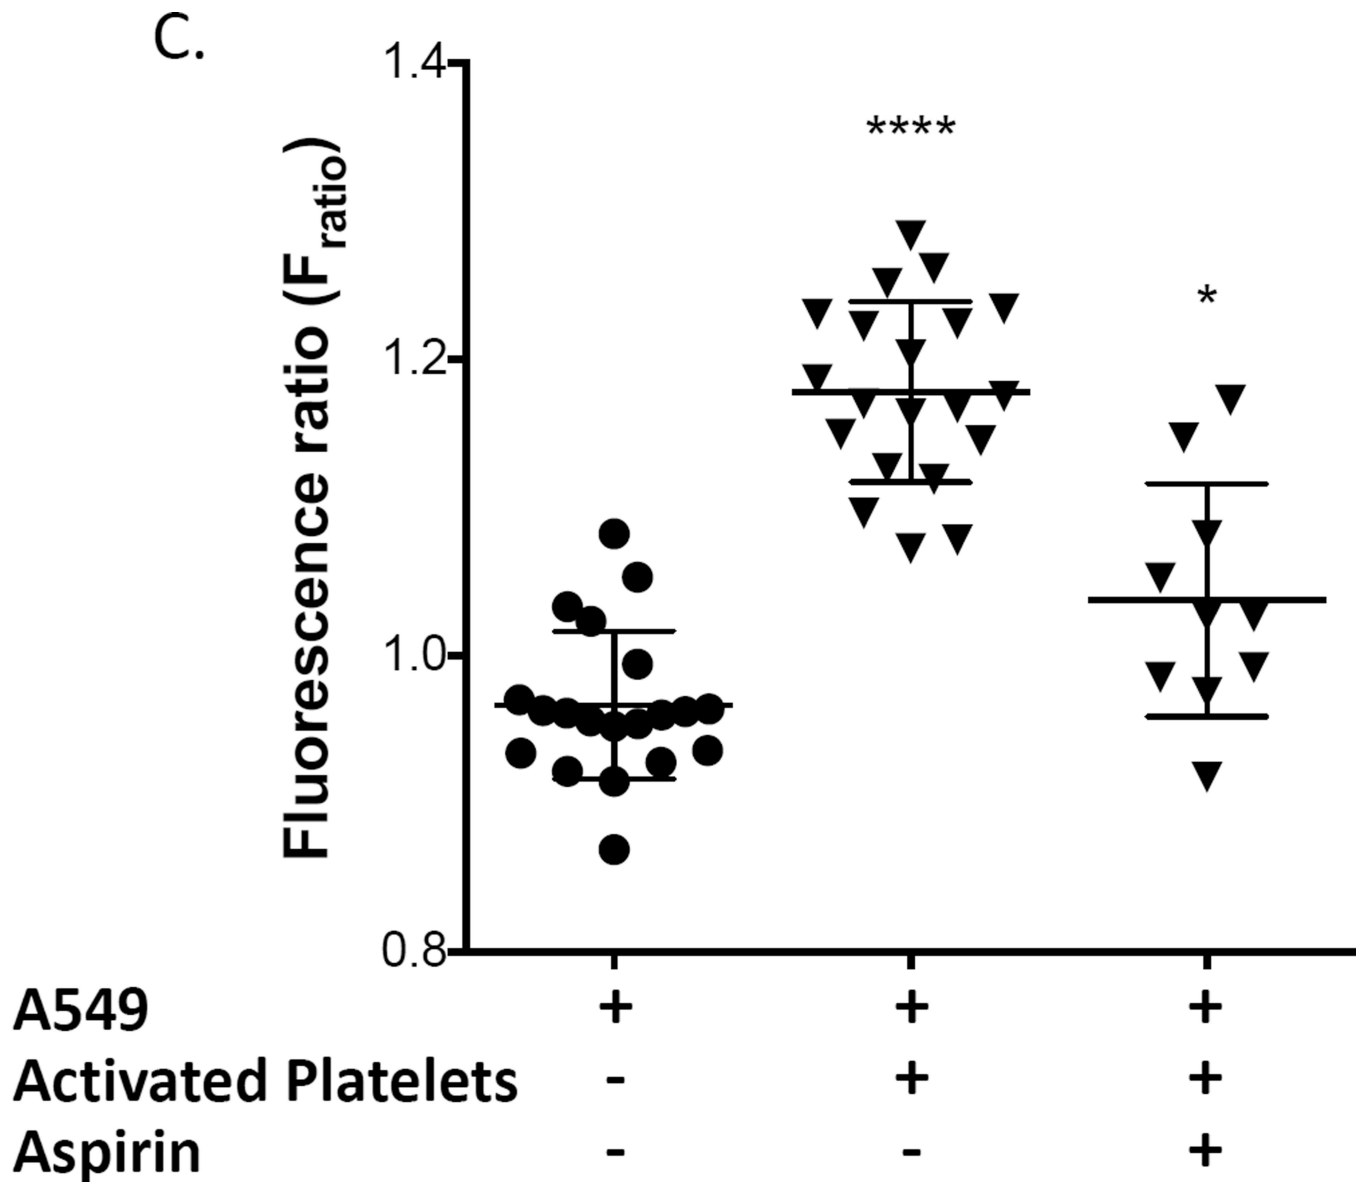 C.
Fluorescence ratio (Fratio)
1.4
1.2
1.0
0.8
****
*
A549 + + +
Activated Platelets - + +
Aspirin - - +